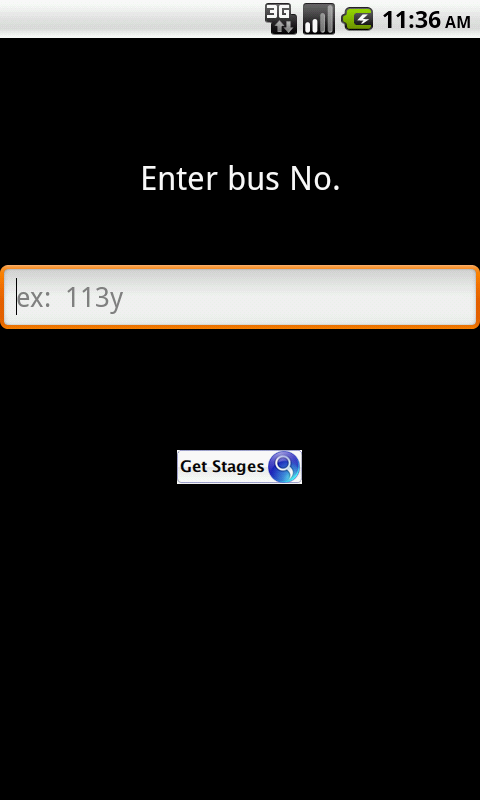 3G 11:36 AM
Enter bus No.
ex: 113y
Get Stages